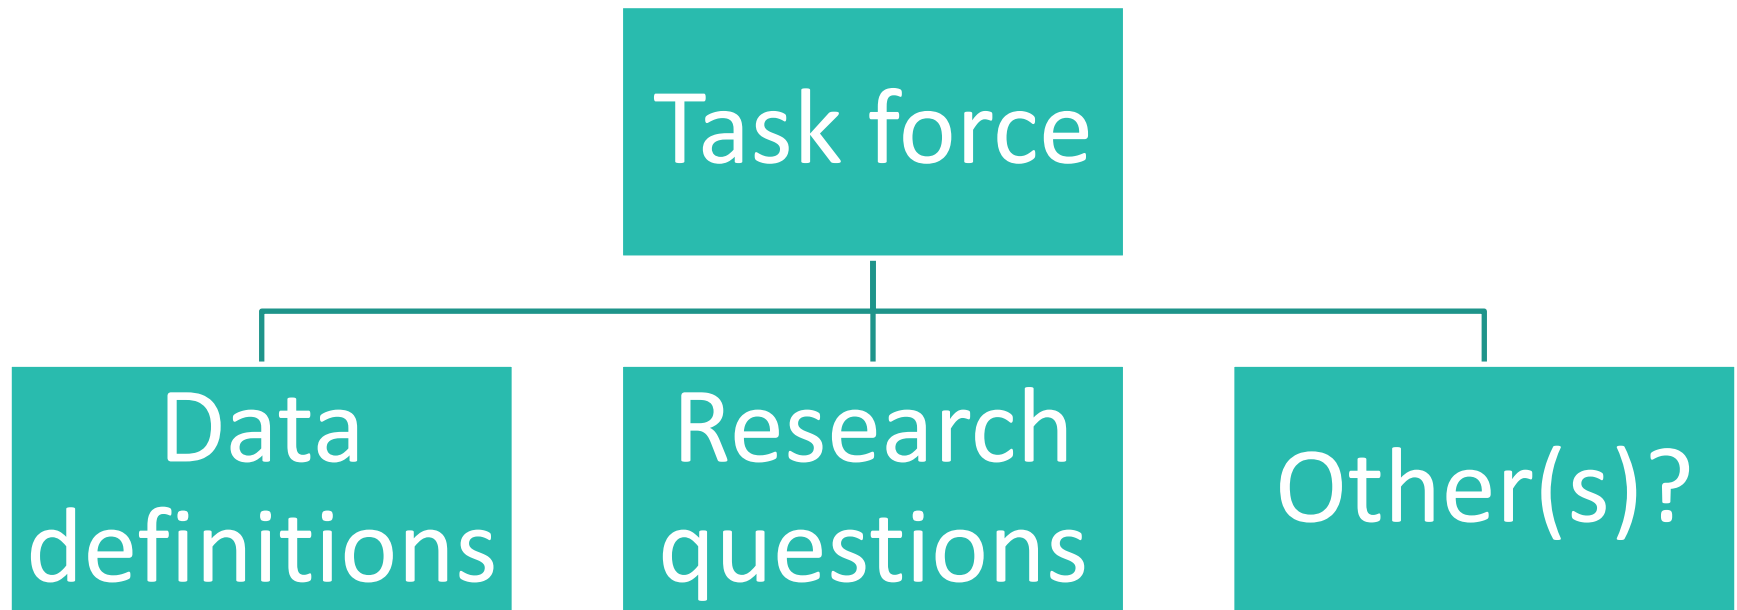 Task force
Data
definitions
Research
questions
Other(s)?